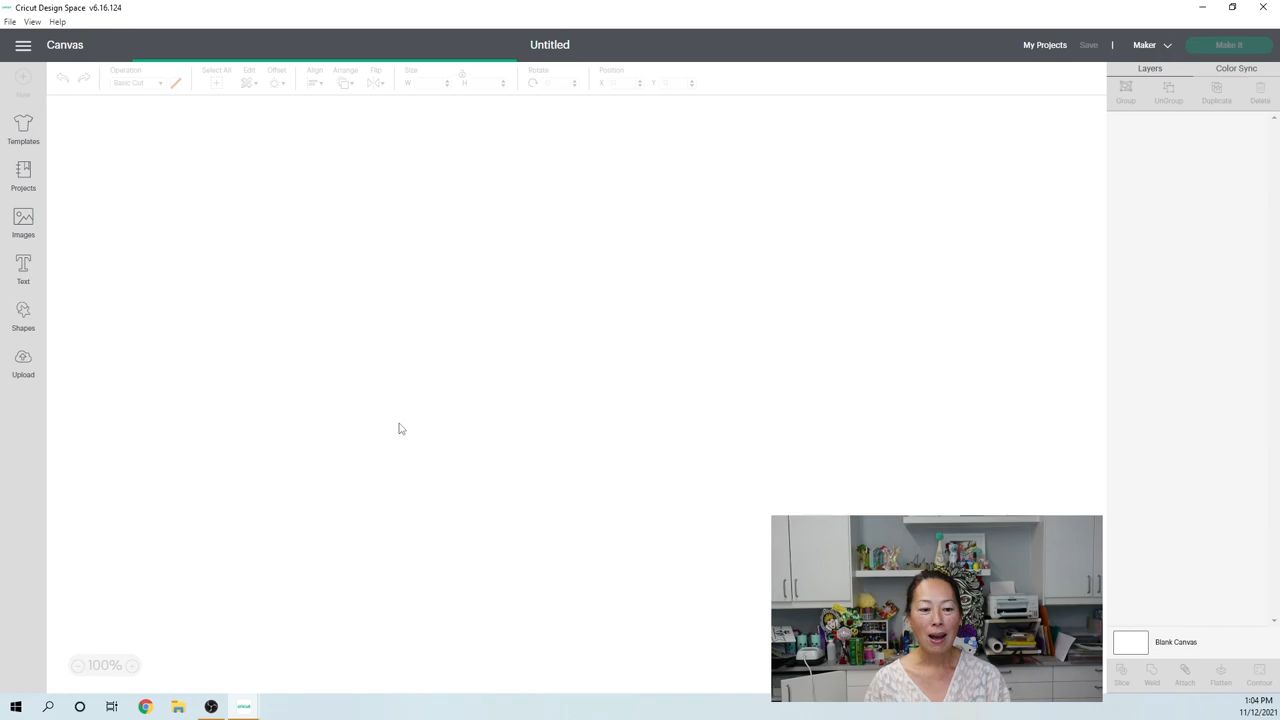 Cricut Design Space v6.16.124
File View Help
Canvas
Untitled
My Projects Save | Maker Make It
Operation
Basic Cut
Select All Edit Offset Align Arrange Flip Size Rotate Position
W H X Y
Layers Color Sync
Group UnGroup Duplicate Delete
New
Templates
Projects
Images
Text
Shapes
Upload
100%
Blank Canvas
Slice Weld Attach Flatten Contour
cricut
1:04 PM
11/12/2021